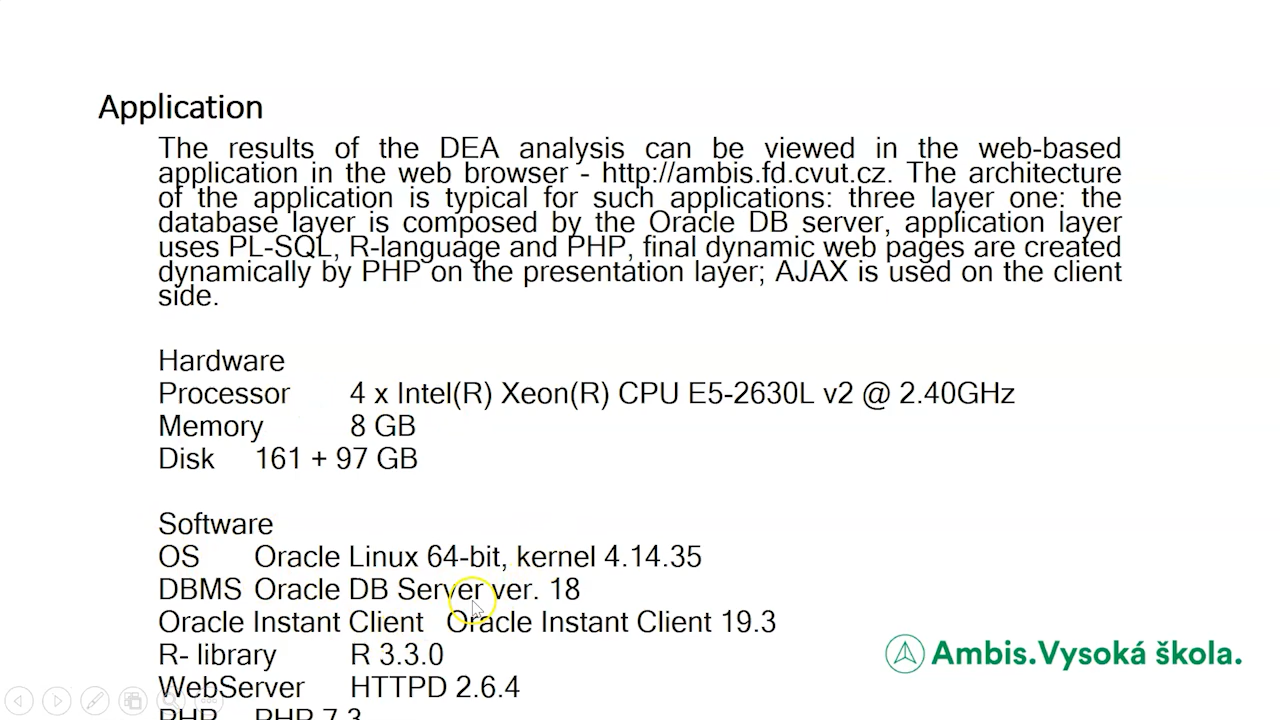 Application
The results of the DEA analysis can be viewed in the web-based
application in the web browser - http://ambis.fd.cvut.cz. The architecture
of the application is typical for such applications: three layer one: the
database layer is composed by the Oracle DB server, application layer
uses PL-SQL, R-language and PHP, final dynamic web pages are created
dynamically by PHP on the presentation layer; AJAX is used on the client
side.
Hardware
Processor 4 x Intel(R) Xeon(R) CPU E5-2630L v2 @ 2.40GHz
Memory 8 GB
Disk 161 + 97 GB
Software
OS Oracle Linux 64-bit, kernel 4.14.35
DBMS Oracle DB Server ver. 18
Oracle Instant Client Oracle Instant Client 19.3
R- library R 3.3.0
WebServer HTTPD 2.6.4
PHP PHP 7.3
Ambis.Vysoká škola.